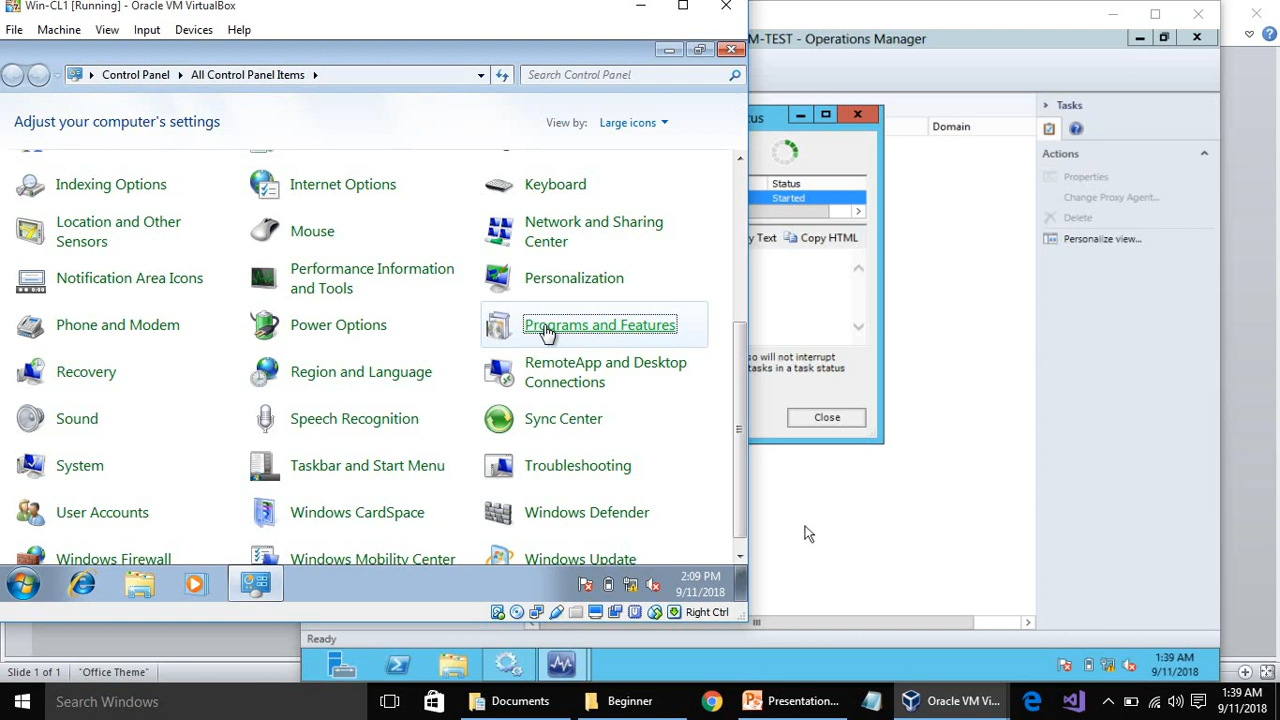 Win-CL1 [Running] - Oracle VM VirtualBox
File Machine View Input Devices Help
Control Panel All Control Panel Items
Search Control Panel
Adjust your computer's settings
View by: Large icons
Indexing Options
Internet Options
Keyboard
Location and Other
Sensors
Mouse
Network and Sharing
Center
Notification Area Icons
Performance Information
and Tools
Personalization
Phone and Modem
Power Options
Programs and Features
Recovery
Region and Language
RemoteApp and Desktop
Connections
Sound
Speech Recognition
Sync Center
System
Taskbar and Start Menu
Troubleshooting
User Accounts
Windows CardSpace
Windows Defender
Windows Firewall
Windows Mobility Center
Windows Update
2:09 PM
9/11/2018
Right Ctrl
M-TEST - Operations Manager
Domain
Status
Started
Text Copy HTML
so will not interrupt
tasks in a task status
Close
Tasks
Actions
Properties
Change Proxy Agent...
Delete
Personalize view...
Ready
1:39 AM
9/11/2018
Slide 1 of 1 "Office Theme"
Search Windows
Documents
Beginner
Presentation...
Oracle VM Vi...
1:39 AM
9/11/2018